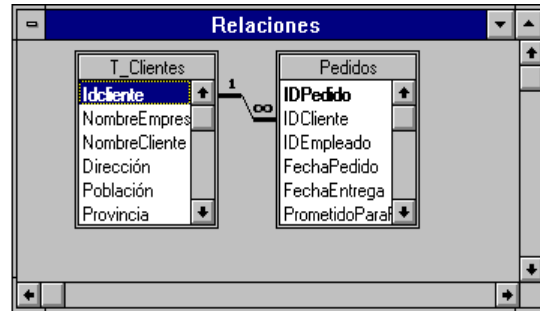 Relaciones
T_Clientes
Idcliente
NombreEmpres
NombreCliente
Dirección
Población
Provincia
1
∞
Pedidos
IDPedido
IDCliente
IDEmpleado
FechaPedido
FechaEntrega
PrometidoParaF